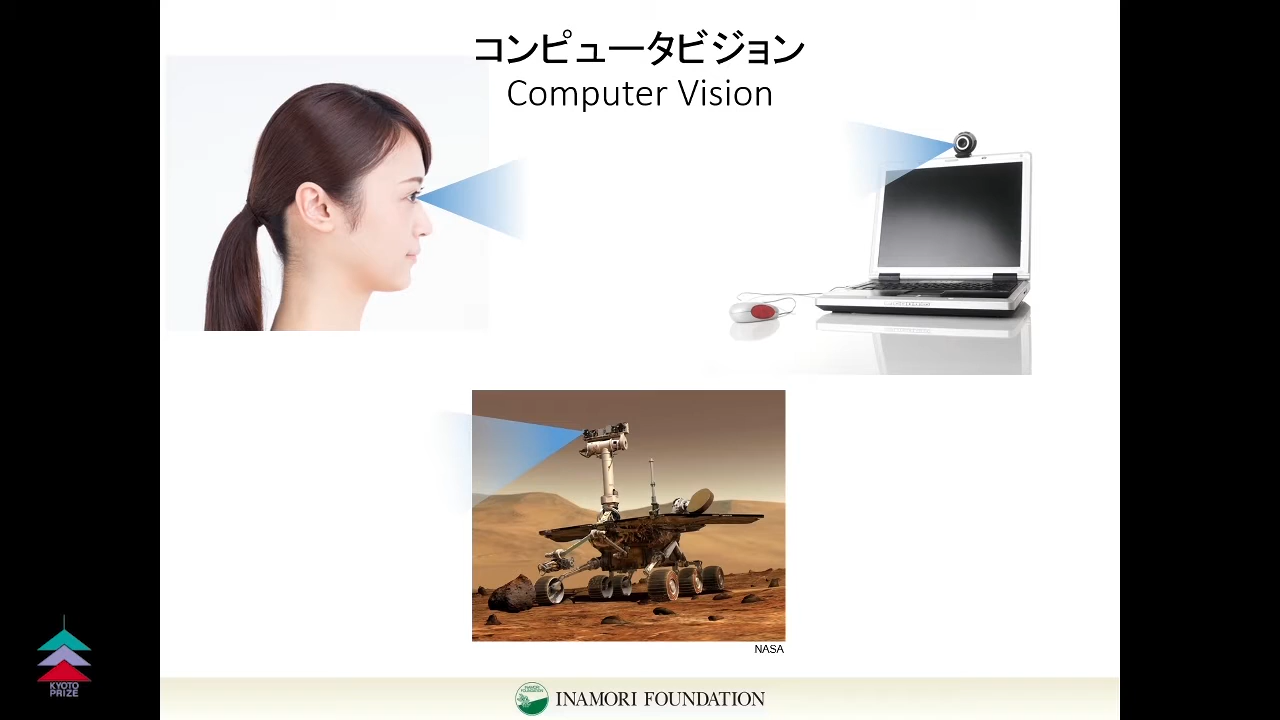 コンピュータビジョン
Computer Vision
NASA
KYOTO
PRIZE
INAMORI FOUNDATION